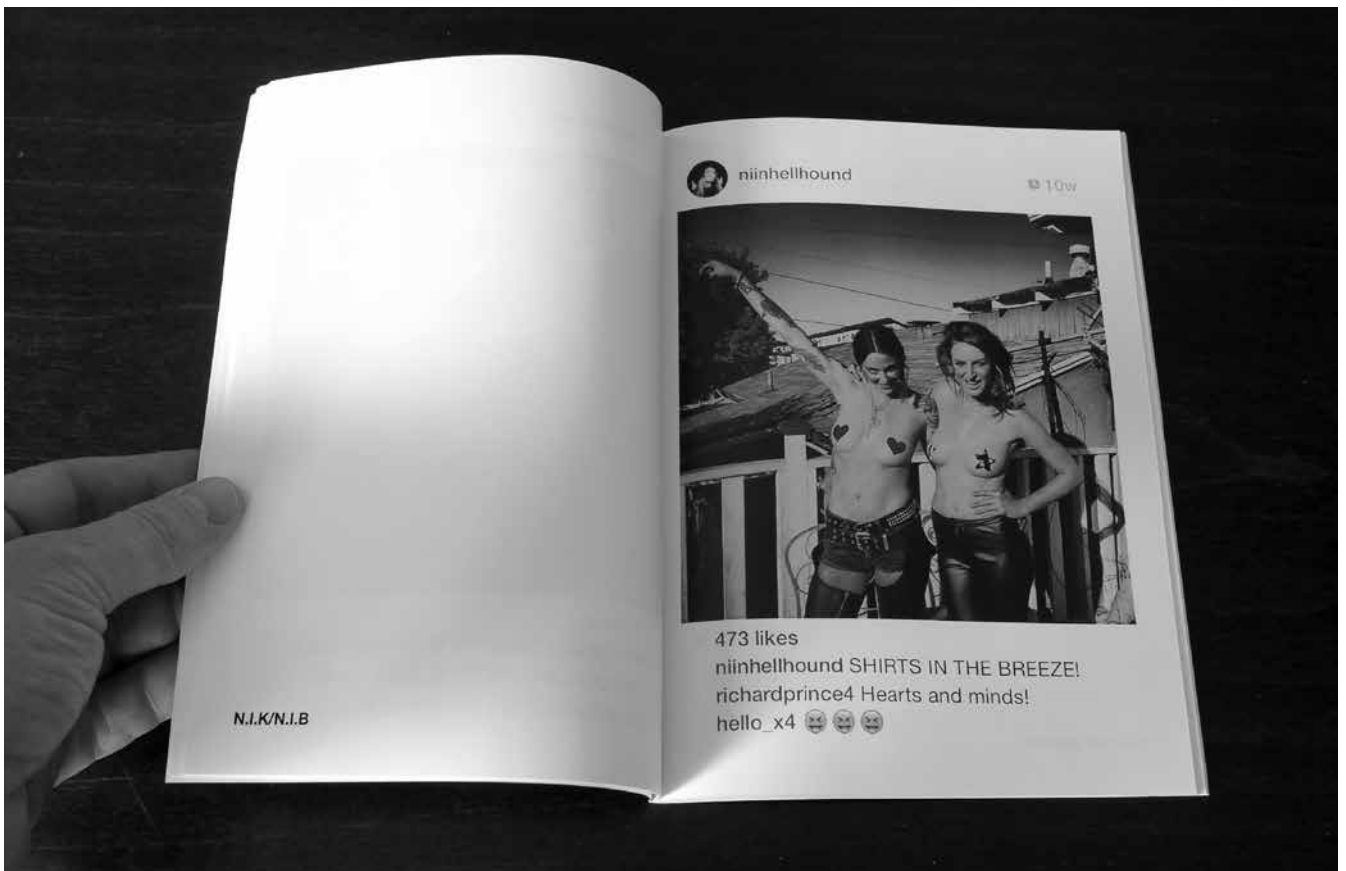 N.I.K/N.I.B
niinhellhound
10w
473 likes
niinhellhound SHIRTS IN THE BREEZE!
richardprince4 Hearts and minds!
hello_x4 😝 😝 😝